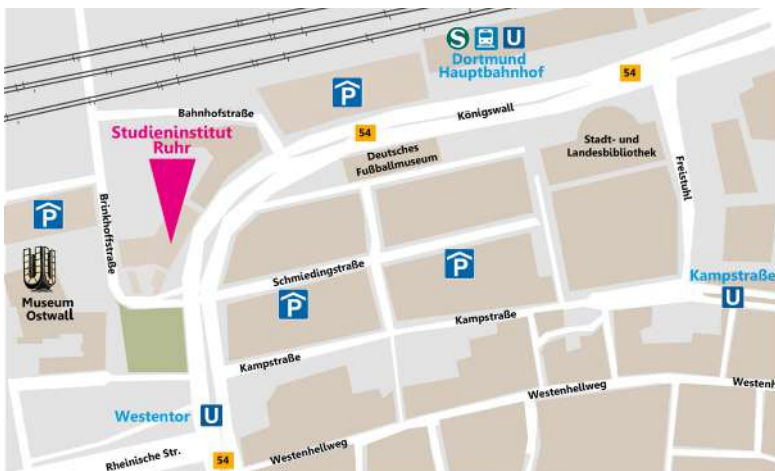 S
U
Dortmund
Hauptbahnhof
54
P
Bahnhofstraße
Königswall
Studieninstitut
Ruhr
54
Deutsches
Fußballmuseum
Stadt- und
Landesbibliothek
Freistuhl
P
Brinkhoffstraße
U
Museum
Ostwall
Schmiedingstraße
P
Kampstraße
U
P
Kampstraße
Kampstraße
Westenhellweg
Westenh
Westentor
U
Rheinische Str.
54
Westenhellweg